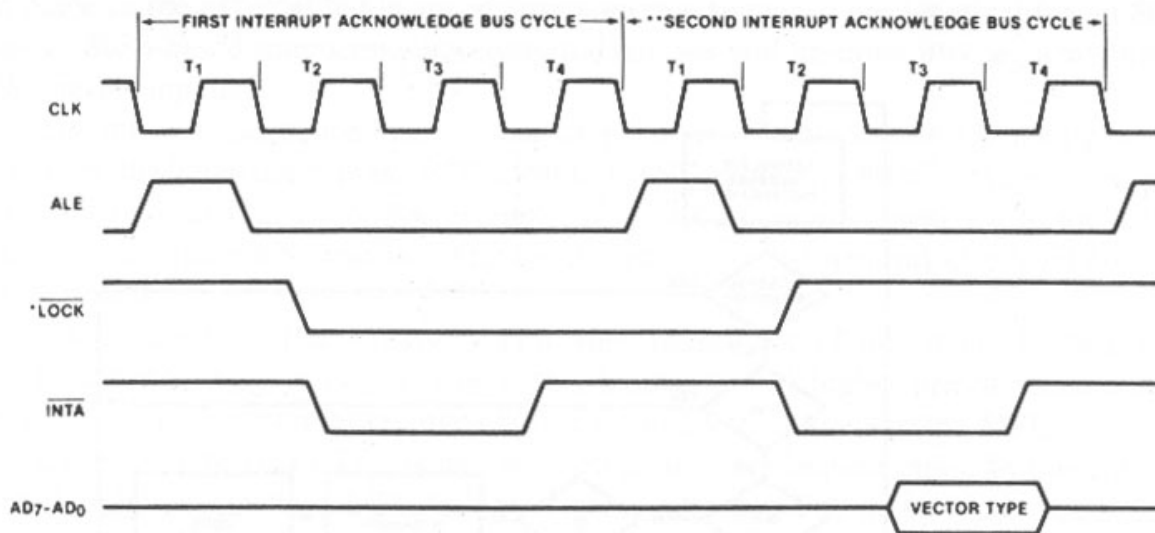 FIRST INTERRUPT ACKNOWLEDGE BUS CYCLE **SECOND INTERRUPT ACKNOWLEDGE BUS CYCLE
T1 T2 T3 T4 T1 T2 T3 T4
CLK
ALE
*LOCK
INTA
AD7-AD0 VECTOR TYPE